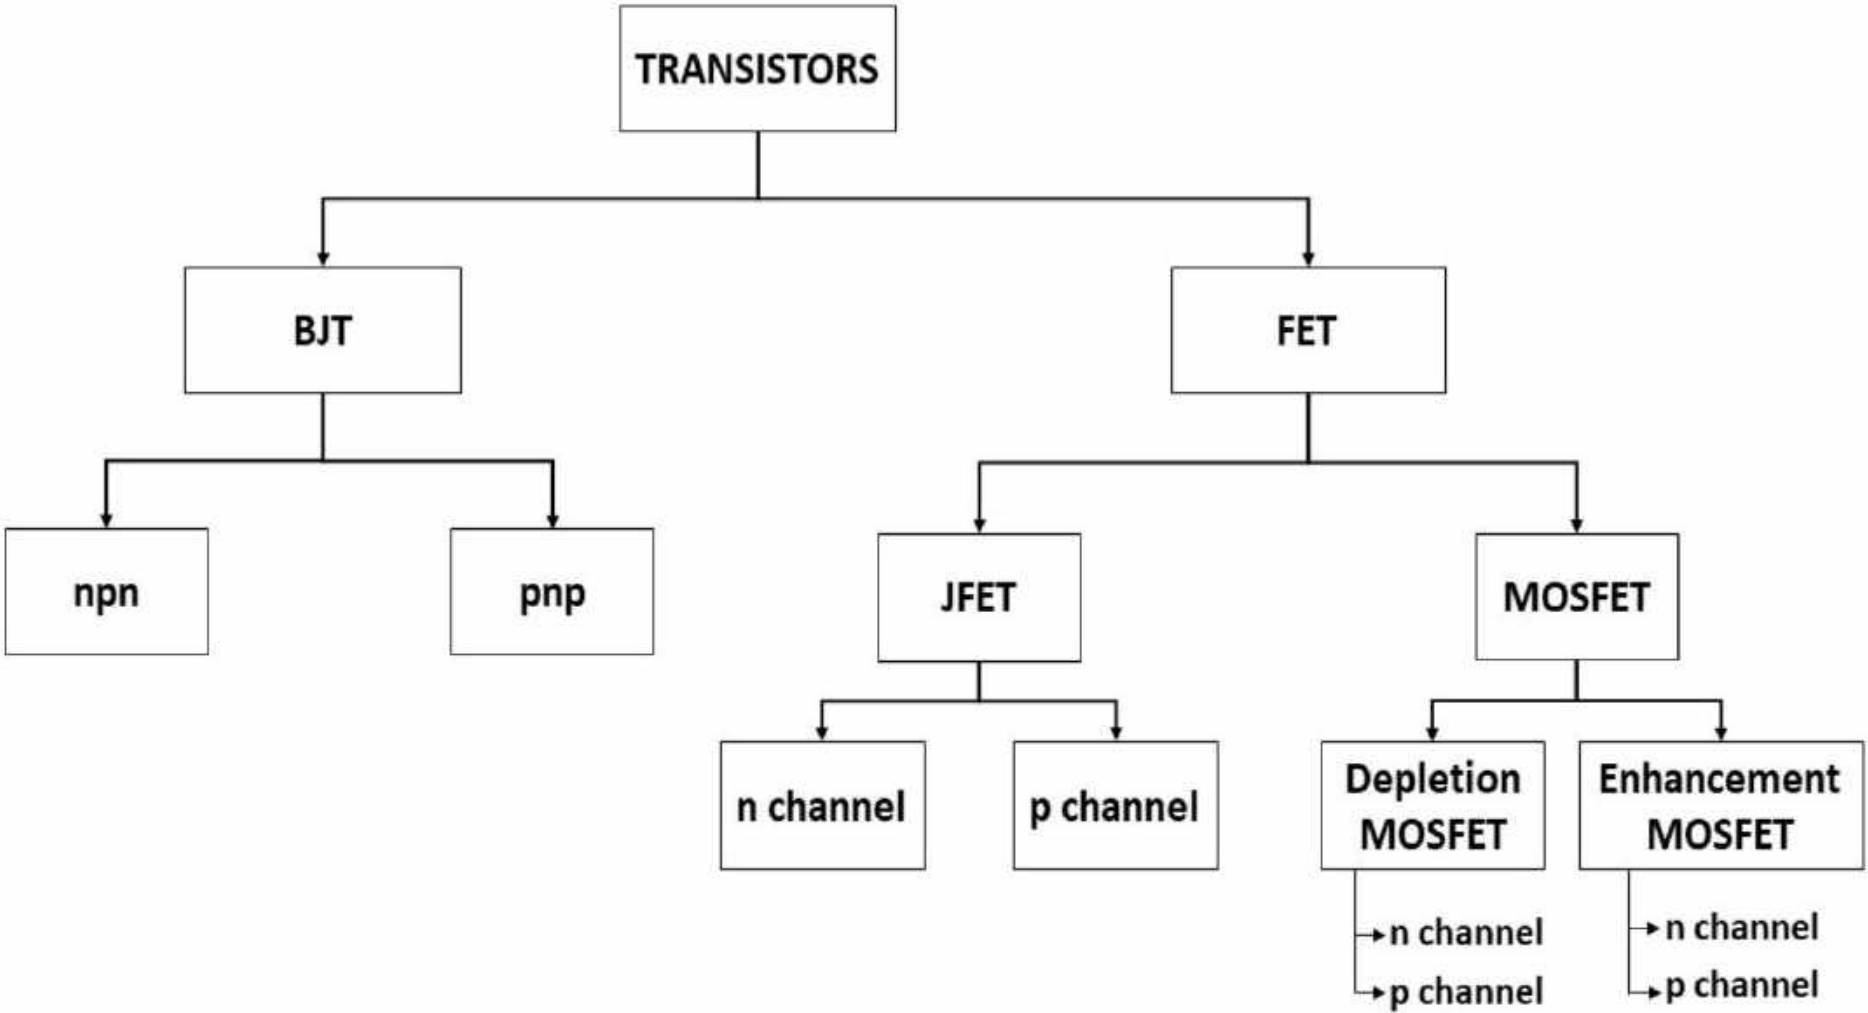 TRANSISTORS
BJT
FET
npn
pnp
JFET
MOSFET
n channel
p channel
Depletion
MOSFET
Enhancement
MOSFET
n channel
p channel
n channel
p channel